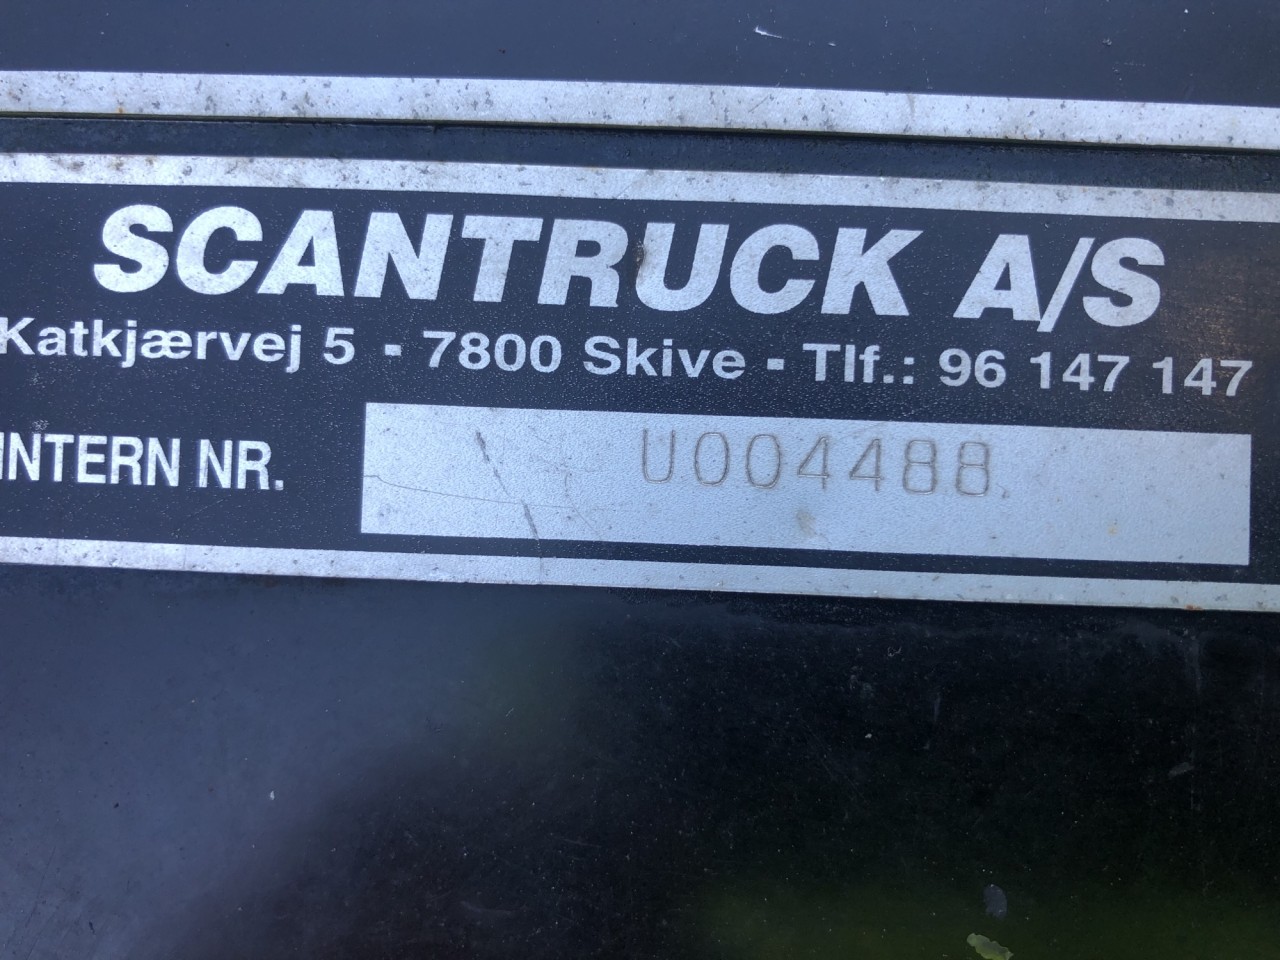 SCANTRUCK A/S
Katkjærvej 5 - 7800 Skive - Tlf.: 96 147 147
INTERN NR. U004488